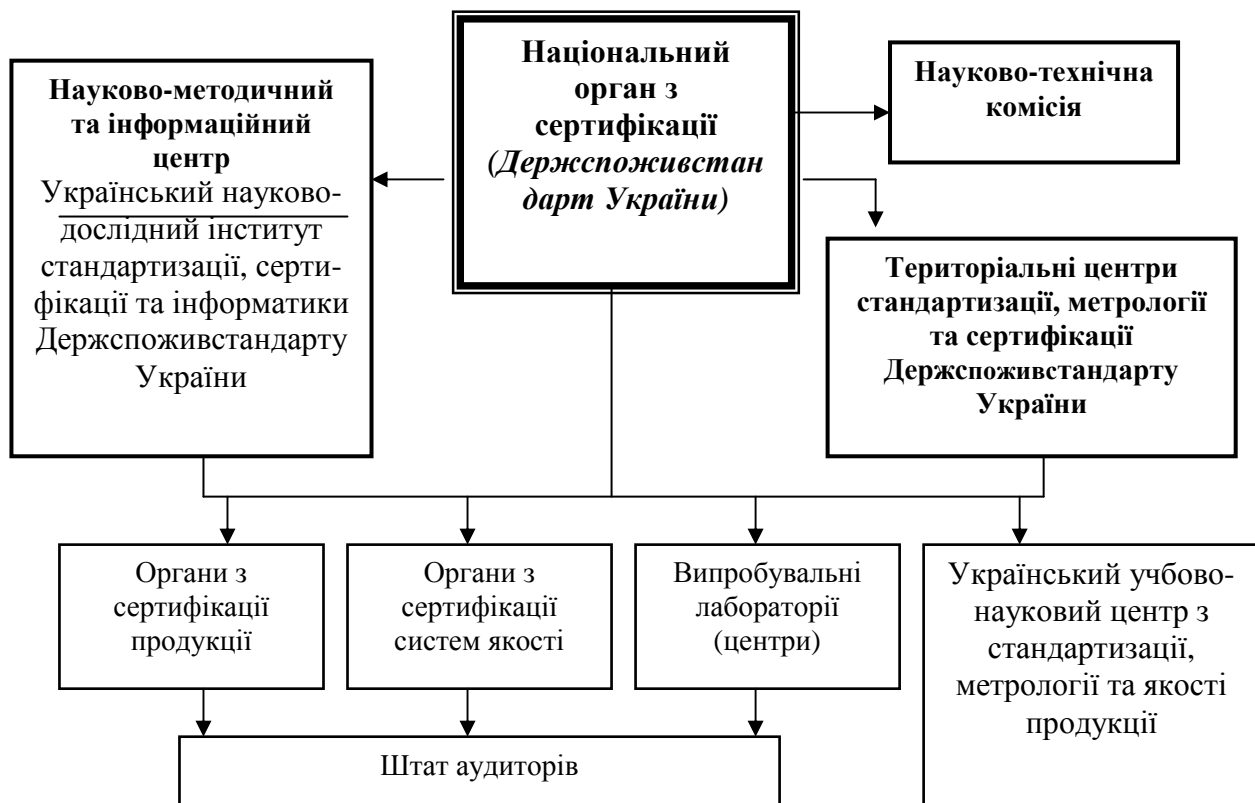 Національний
орган з
сертифікації
(Держспоживстан
дарт України)
Науково-технічна
комісія
Науково-методичний
та інформаційний
центр
Український науково-
дослідний інститут
стандартизації, серти-
фікації та інформатики
Держспоживстандарту
України
Територіальні центри
стандартизації, метрології
та сертифікації
Держспоживстандарту
України
Органи з
сертифікації
продукції
Органи з
сертифікації
систем якості
Випробувальні
лабораторії
(центри)
Український учбово-
науковий центр з
стандартизації,
метрології та якості
продукції
Штат аудиторів